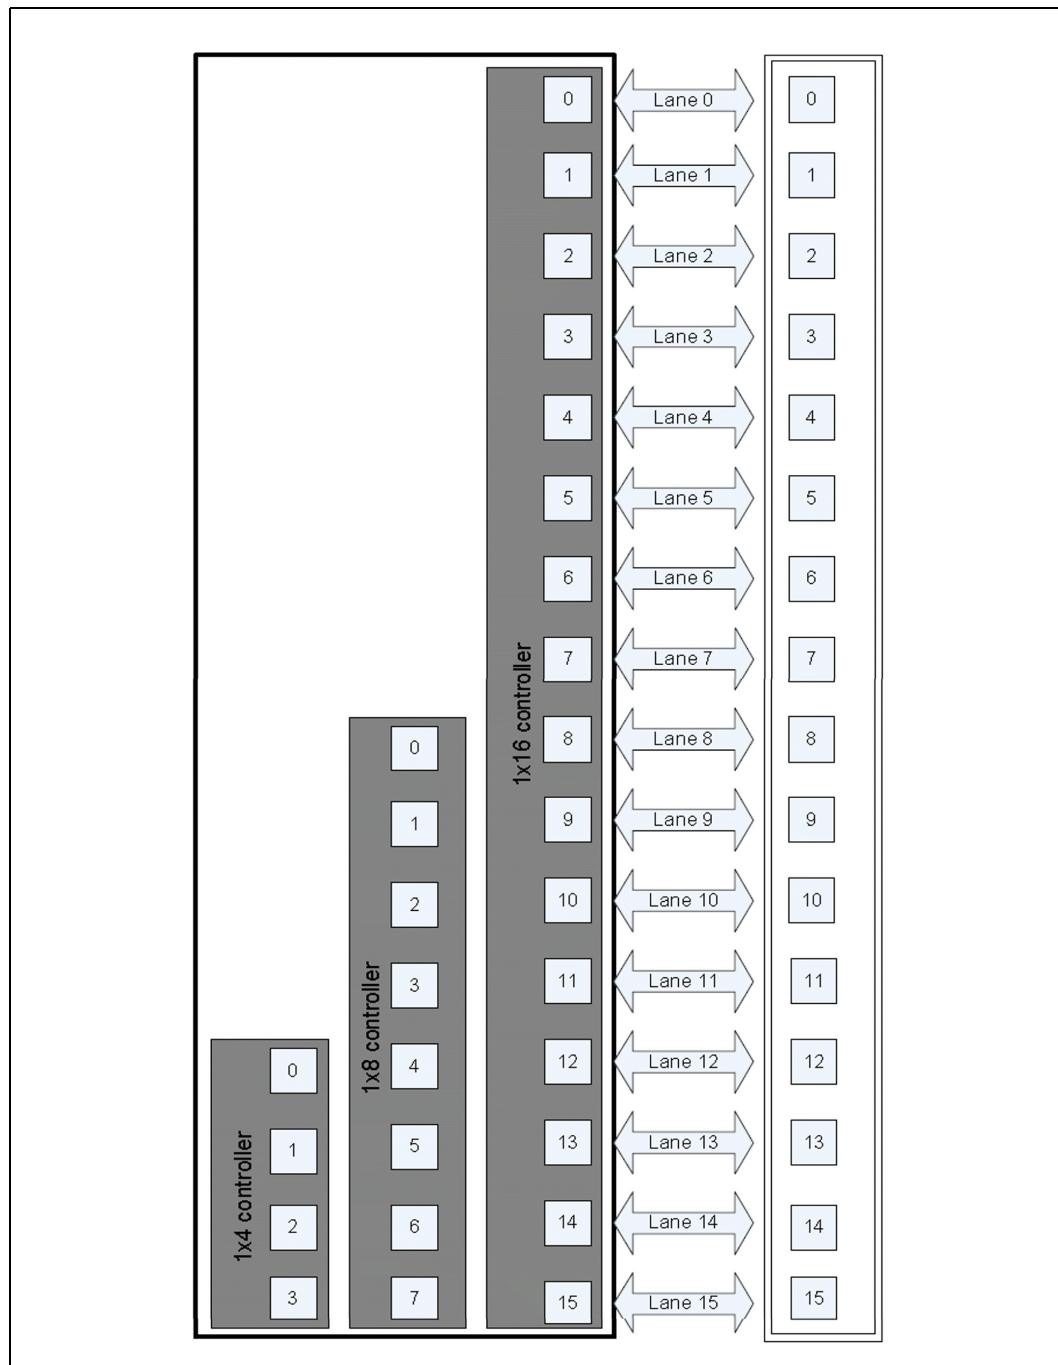 0 Lane 0 0
1 Lane 1 1
2 Lane 2 2
3 Lane 3 3
4 Lane 4 4
5 Lane 5 5
6 Lane 6 6
7 Lane 7 7
1x16 controller
0 8 Lane 8 8
1 9 Lane 9 9
2 10 Lane 10 10
3 11 Lane 11 11
1x8 controller
0 4 12 Lane 12 12
1 5 13 Lane 13 13
1x4 controller
2 6 14 Lane 14 14
3 7 15 Lane 15 15